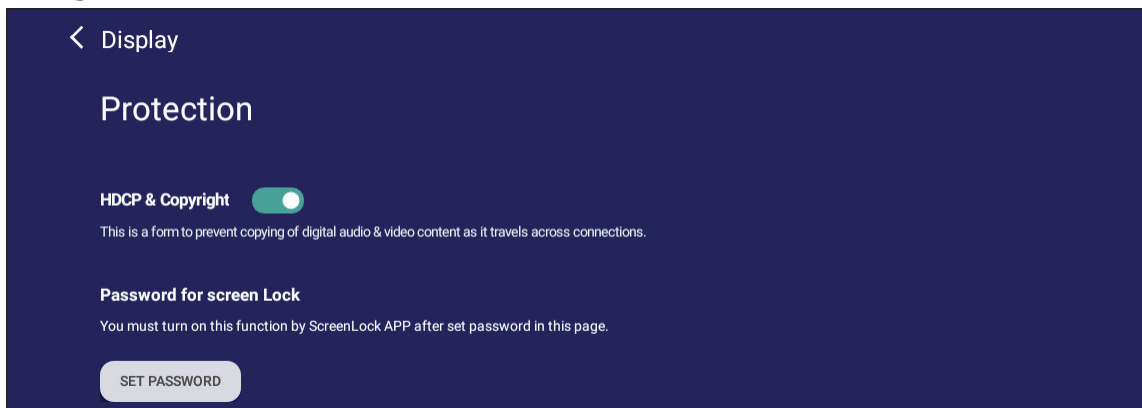 Display
Protection
HDCP & Copyright
This is a form to prevent copying of digital audio & video content as it travels across connections.
Password for screen Lock
You must turn on this function by ScreenLock APP after set password in this page.
SET PASSWORD